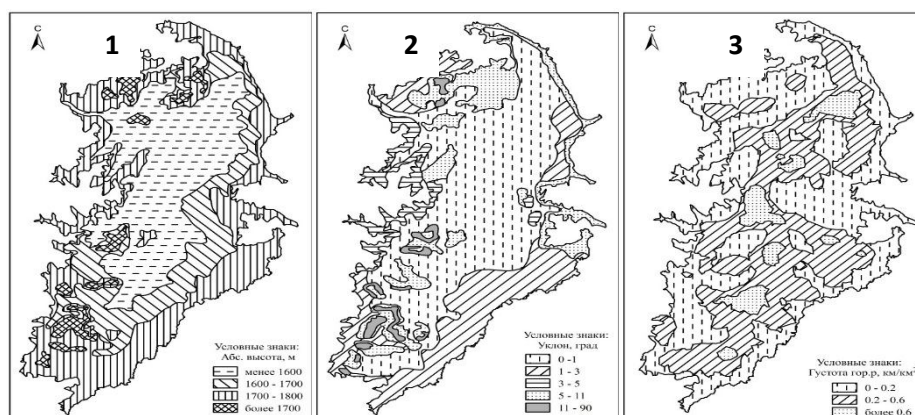 С
1
Условные знаки:
Абс. высота, м
менее 1600
1600 - 1700
1700 - 1800
более 1700
С
2
Условные знаки:
Уклон, град
0 -1
1 - 3
3 - 5
5 - 11
11 - 90
С
3
Условные знаки:
Густота гор.р, км/км²
0 - 0.2
0.2 - 0.6
более 0.6